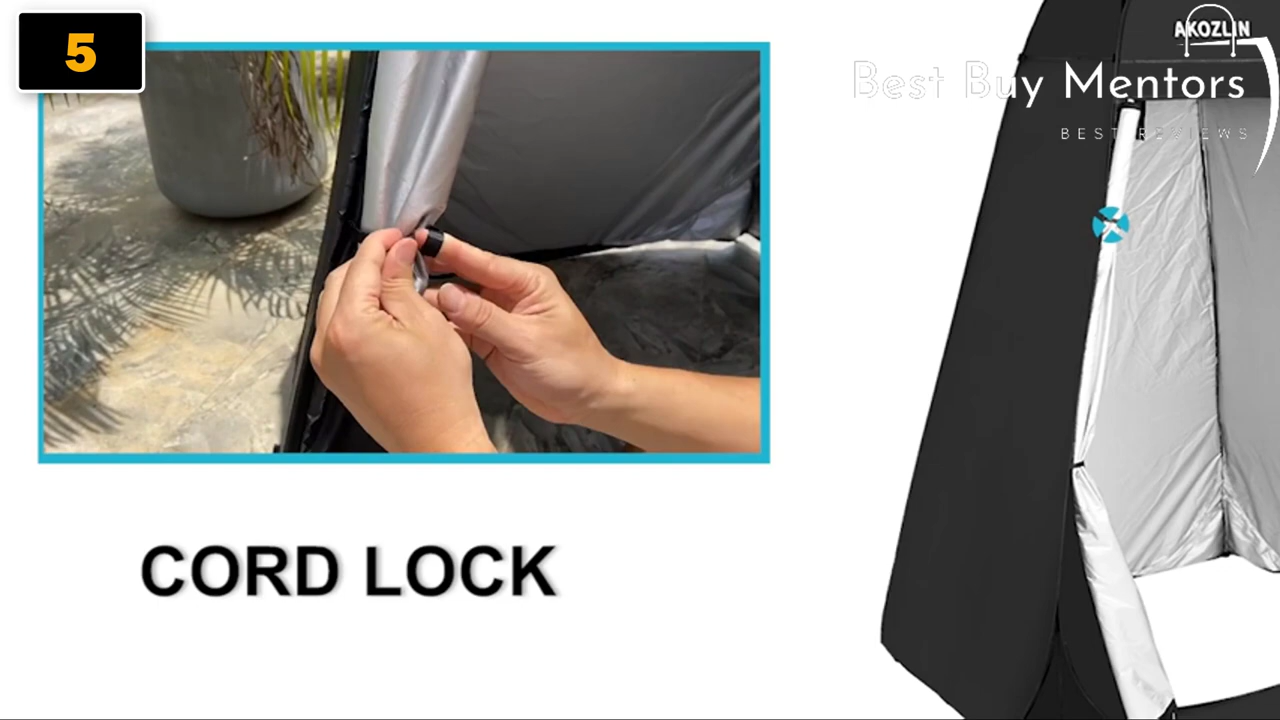 5
AKOZLIN
Best Buy Mentors
BEST REVIEWS
CORD LOCK